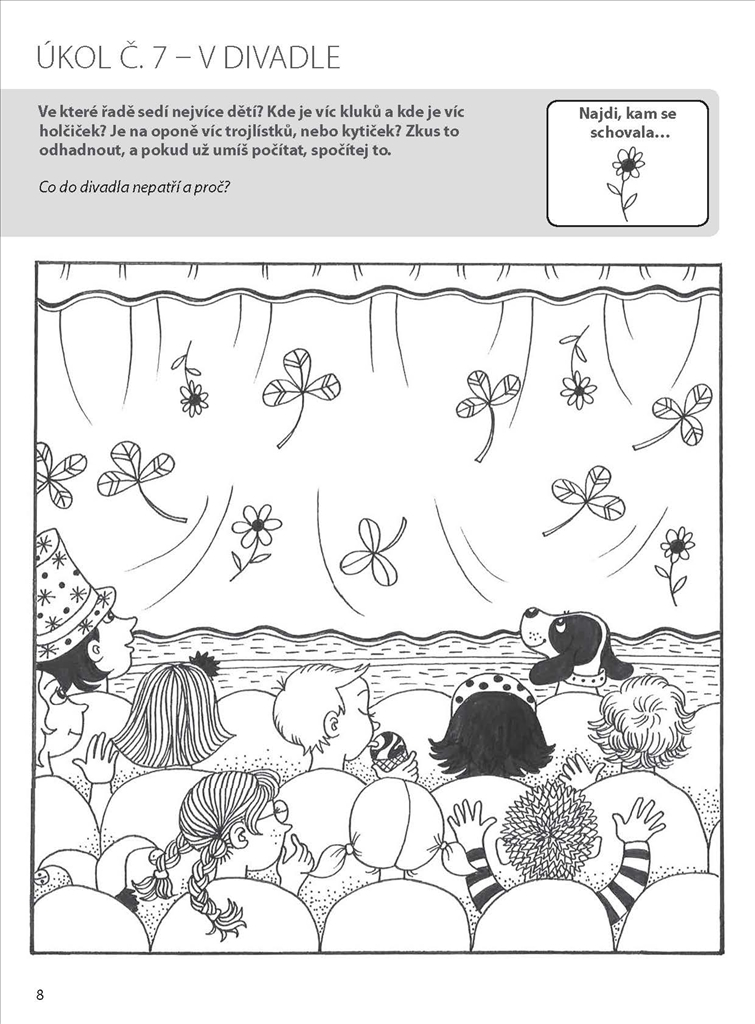 ÚKOL Č. 7 – V DIVADLE
Ve které řadě sedí nejvíce dětí? Kde je víc kluků a kde je víc
holčiček? Je na oponě víc trojlístků, nebo kytiček? Zkus to
odhadnout, a pokud už umíš počítat, spočítej to.
Co do divadla nepatří a proč?
Najdi, kam se
schovala...
8